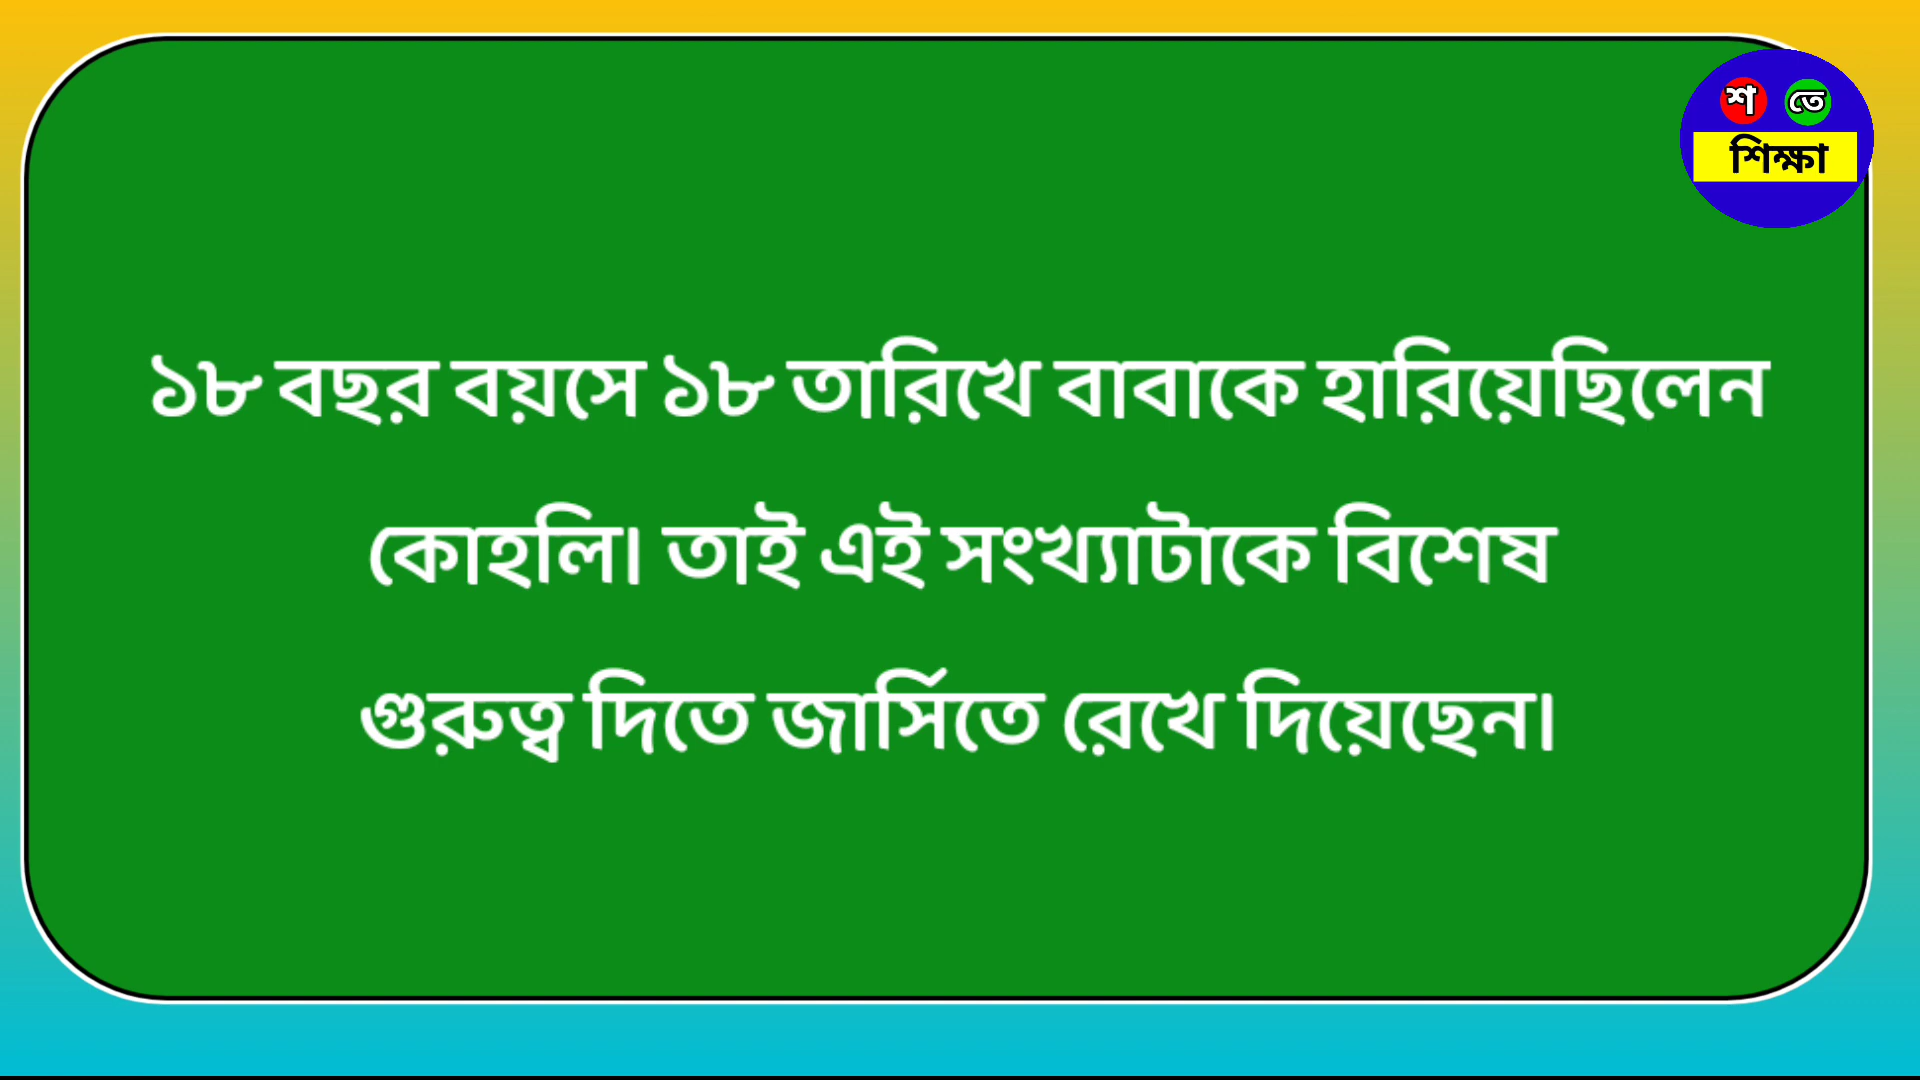 শ তে
শিক্ষা
১৮ বছর বয়সে ১৮ তারিখে বাবাকে হারিয়েছিলেন
কোহলি। তাই এই সংখ্যাটাকে বিশেষ
গুরুত্ব দিতে জার্সিতে রেখে দিয়েছেন।